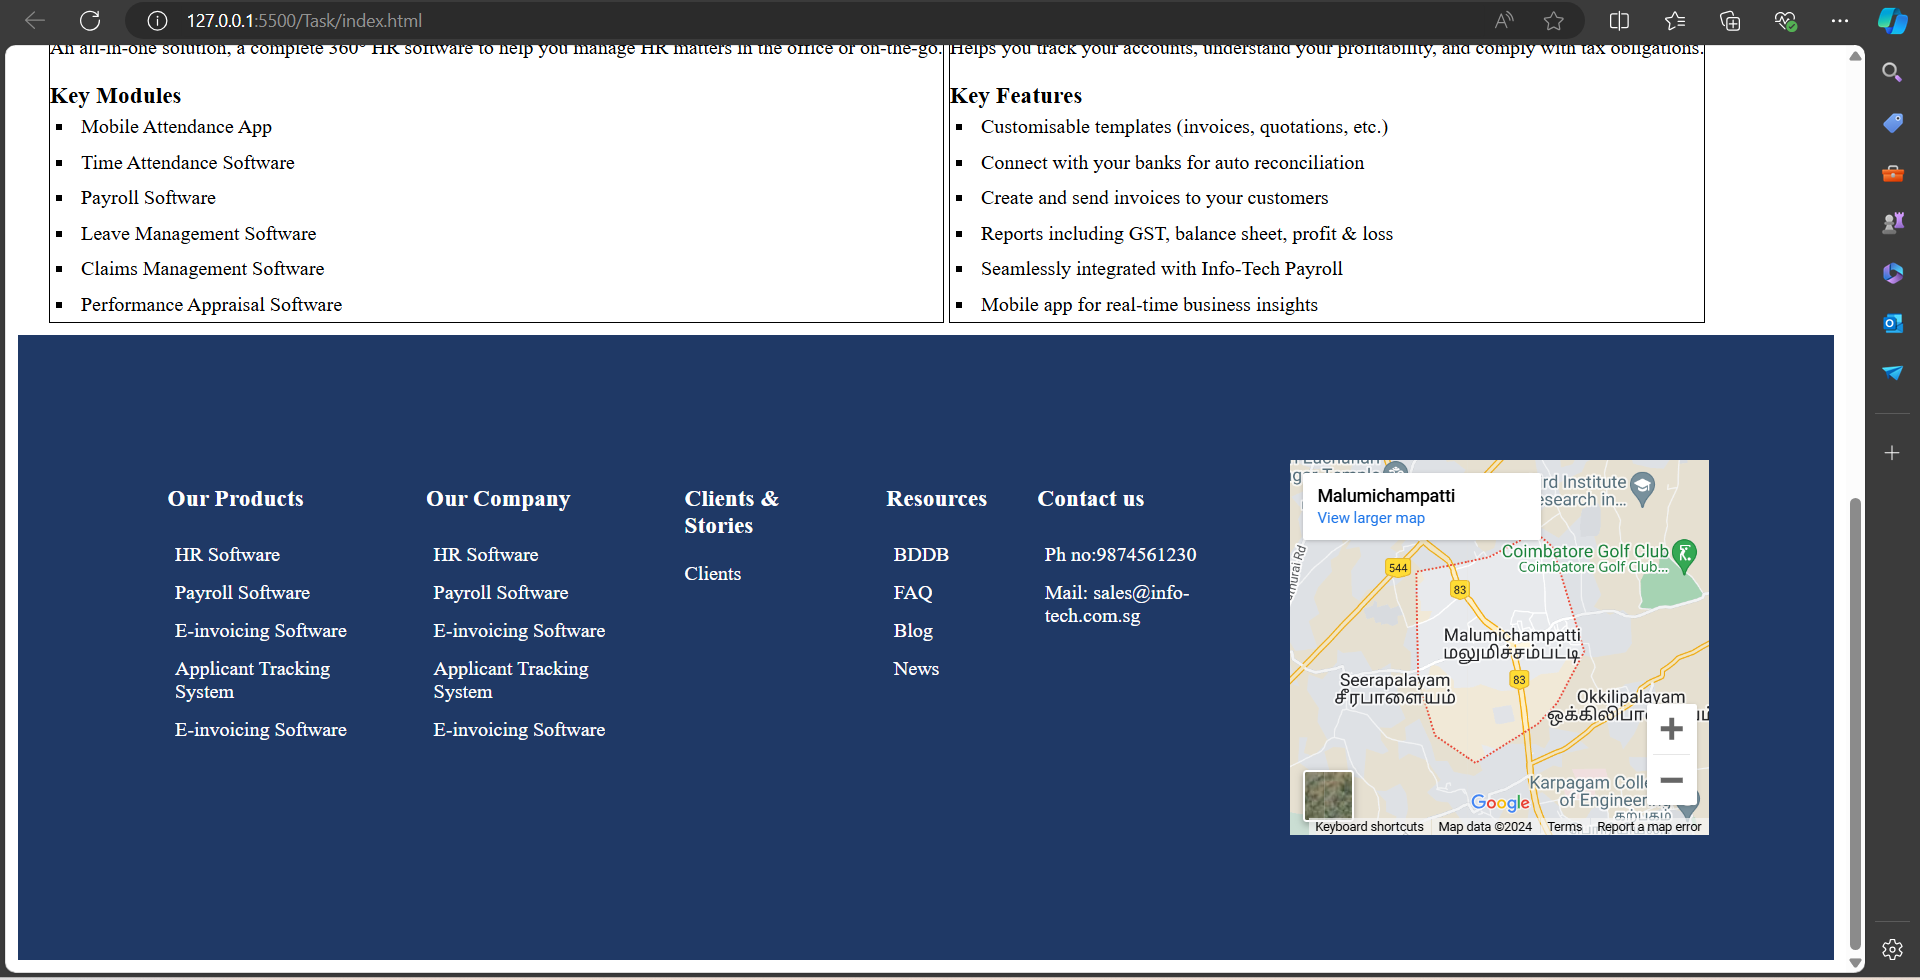 127.0.0.1:5500/Task/index.html
An all-in-one solution, a complete 360° HR software to help you manage HR matters in the office or on-the-go.
Key Modules
Mobile Attendance App
Time Attendance Software
Payroll Software
Leave Management Software
Claims Management Software
Performance Appraisal Software
Helps you track your accounts, understand your profitability, and comply with tax obligations.
Key Features
Customisable templates (invoices, quotations, etc.)
Connect with your banks for auto reconciliation
Create and send invoices to your customers
Reports including GST, balance sheet, profit & loss
Seamlessly integrated with Info-Tech Payroll
Mobile app for real-time business insights
Our Products
HR Software
Payroll Software
E-invoicing Software
Applicant Tracking
System
E-invoicing Software
Our Company
HR Software
Payroll Software
E-invoicing Software
Applicant Tracking
System
E-invoicing Software
Clients &
Stories
Clients
Resources
BDDB
FAQ
Blog
News
Contact us
Ph no:9874561230
Mail: sales@info-
tech.com.sg
Malumichampatti
View larger map
rd Institute
esearch in...
Coimbatore Golf Club
Coimbatore Golf Club...
544
83
Malumichampatti
மலுமிச்சம்பட்டி
Seerapalayam
சீரபாளையம்
83
Okkilipalayam
Karpagam Colle
of Engineerin
Google
Keyboard shortcuts
Map data ©2024
Terms
Report a map error